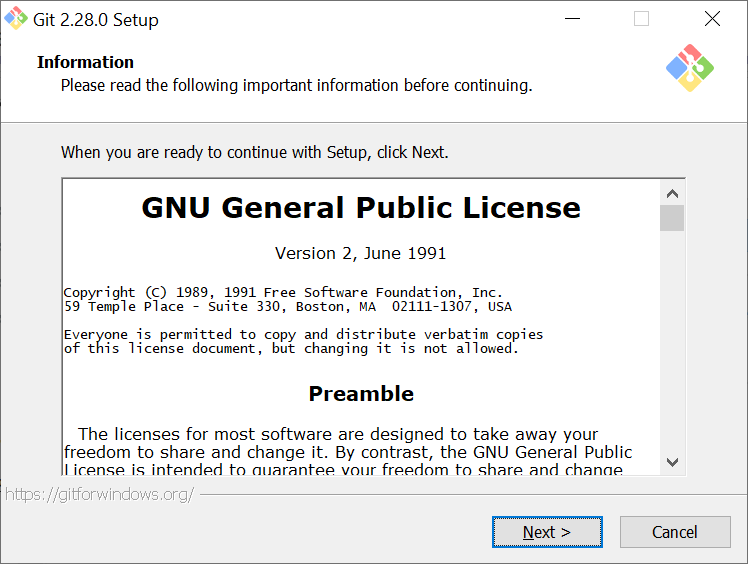 Git 2.28.0 Setup
Information
Please read the following important information before continuing.
When you are ready to continue with Setup, click Next.
GNU General Public License
Version 2, June 1991
Copyright (C) 1989, 1991 Free Software Foundation, Inc.
59 Temple Place - Suite 330, Boston, MA  02111-1307, USA
Everyone is permitted to copy and distribute verbatim copies
of this license document, but changing it is not allowed.
Preamble
The licenses for most software are designed to take away your
freedom to share and change it. By contrast, the GNU General Public
License is intended to guarantee your freedom to share and change
https://gitforwindows.org/
Next >
Cancel